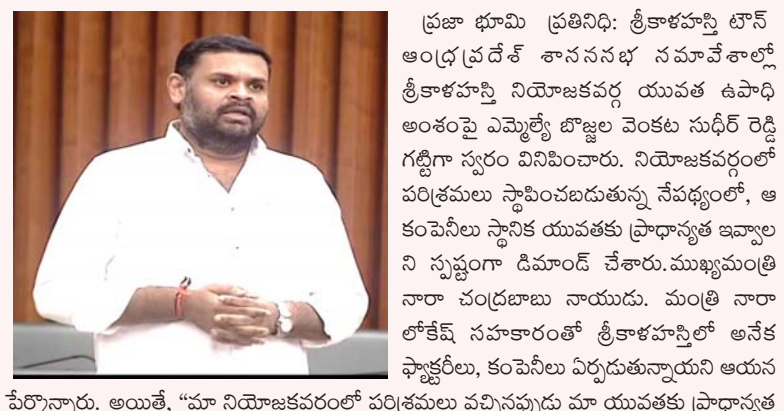 ప్రజా భూమి ప్రతినిధి: శ్రీకాళహస్తి టౌన్
ఆంధ్రప్రదేశ్ శానననభ నమావేశాల్లో
శ్రీకాళహస్తి నియోజకవర్గ యువత ఉపాధి
అంశంపై ఎమ్మెల్యే బొజ్జల వెంకట సుధీర్ రెడ్డి
గట్టిగా స్వరం వినిపించారు. నియోజకవర్గంలో
పరిశ్రమలు స్థాపించబడుతున్న నేపథ్యంలో, ఆ
కంపెనీలు స్థానిక యువతకు ప్రాధాన్యత ఇవ్వాల
ని స్పష్టంగా డిమాండ్ చేశారు.ముఖ్యమంత్రి
నారా చంద్రబాబు నాయుడు. మంత్రి నారా
లోకేష్ సహకారంతో శ్రీకాళహస్తిలో అనేక
ఫ్యాక్టరీలు, కంపెనీలు ఏర్పడుతున్నాయని ఆయన
పేర్కొన్నారు. అయితే, “మా నియోజకవర్గంలో పరిశ్రమలు వచ్చినప్పుడు మా యువతకు ప్రాధాన్యత